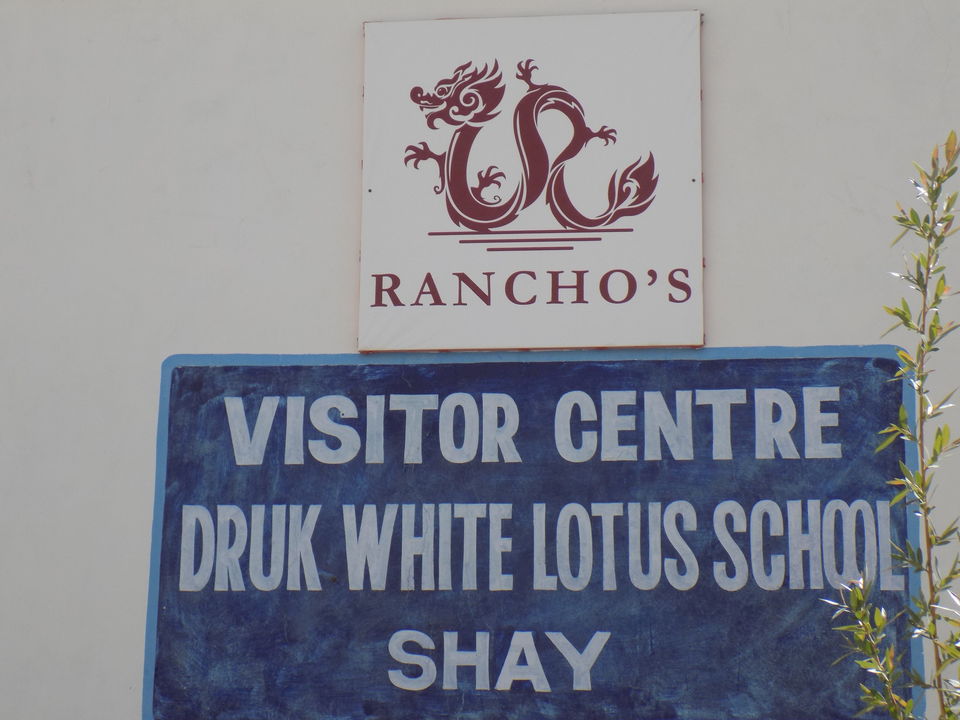 RANCHO'S
VISITOR CENTRE
DRUK WHITE LOTUS SCHOOL
SHAY